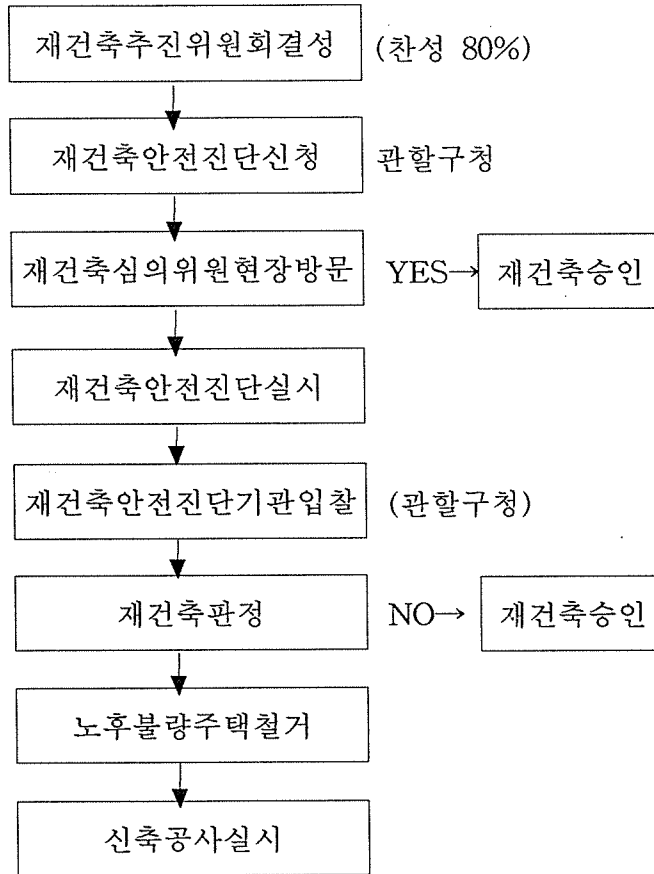 재건축추진위원회결성 (찬성 80%)
재건축안전진단신청 관할구청
재건축심의위원현장방문 YES→ 재건축승인
재건축안전진단실시
재건축안전진단기관입찰 (관할구청)
재건축판정 NO→ 재건축승인
노후불량주택철거
신축공사실시